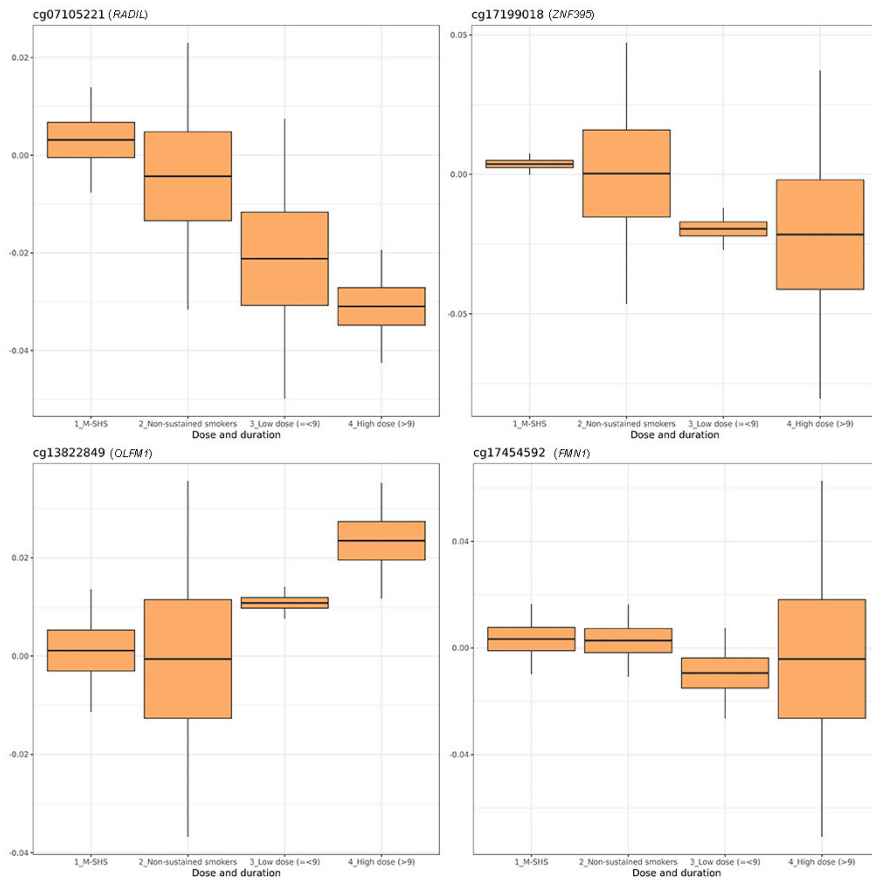 cg07105221 (RADIL)
0.02
0.00
-0.02
-0.04
1_M-SHS 2_Non-sustained smokers 3_Low dose (=<9) 4_High dose (>9)
Dose and duration
cg17199018 (ZNF395)
0.05
0.00
-0.05
1_M-SHS 2_Non-sustained smokers 3_Low dose (=<9) 4_High dose (>9)
Dose and duration
cg13822849 (OLFM1)
0.02
0.00
-0.02
-0.04
1_M-SHS 2_Non-sustained smokers 3_Low dose (=<9) 4_High dose (>9)
Dose and duration
cg17454592 (FMN1)
0.04
0.00
-0.04
1_M-SHS 2_Non-sustained smokers 3_Low dose (=<9) 4_High dose (>9)
Dose and duration